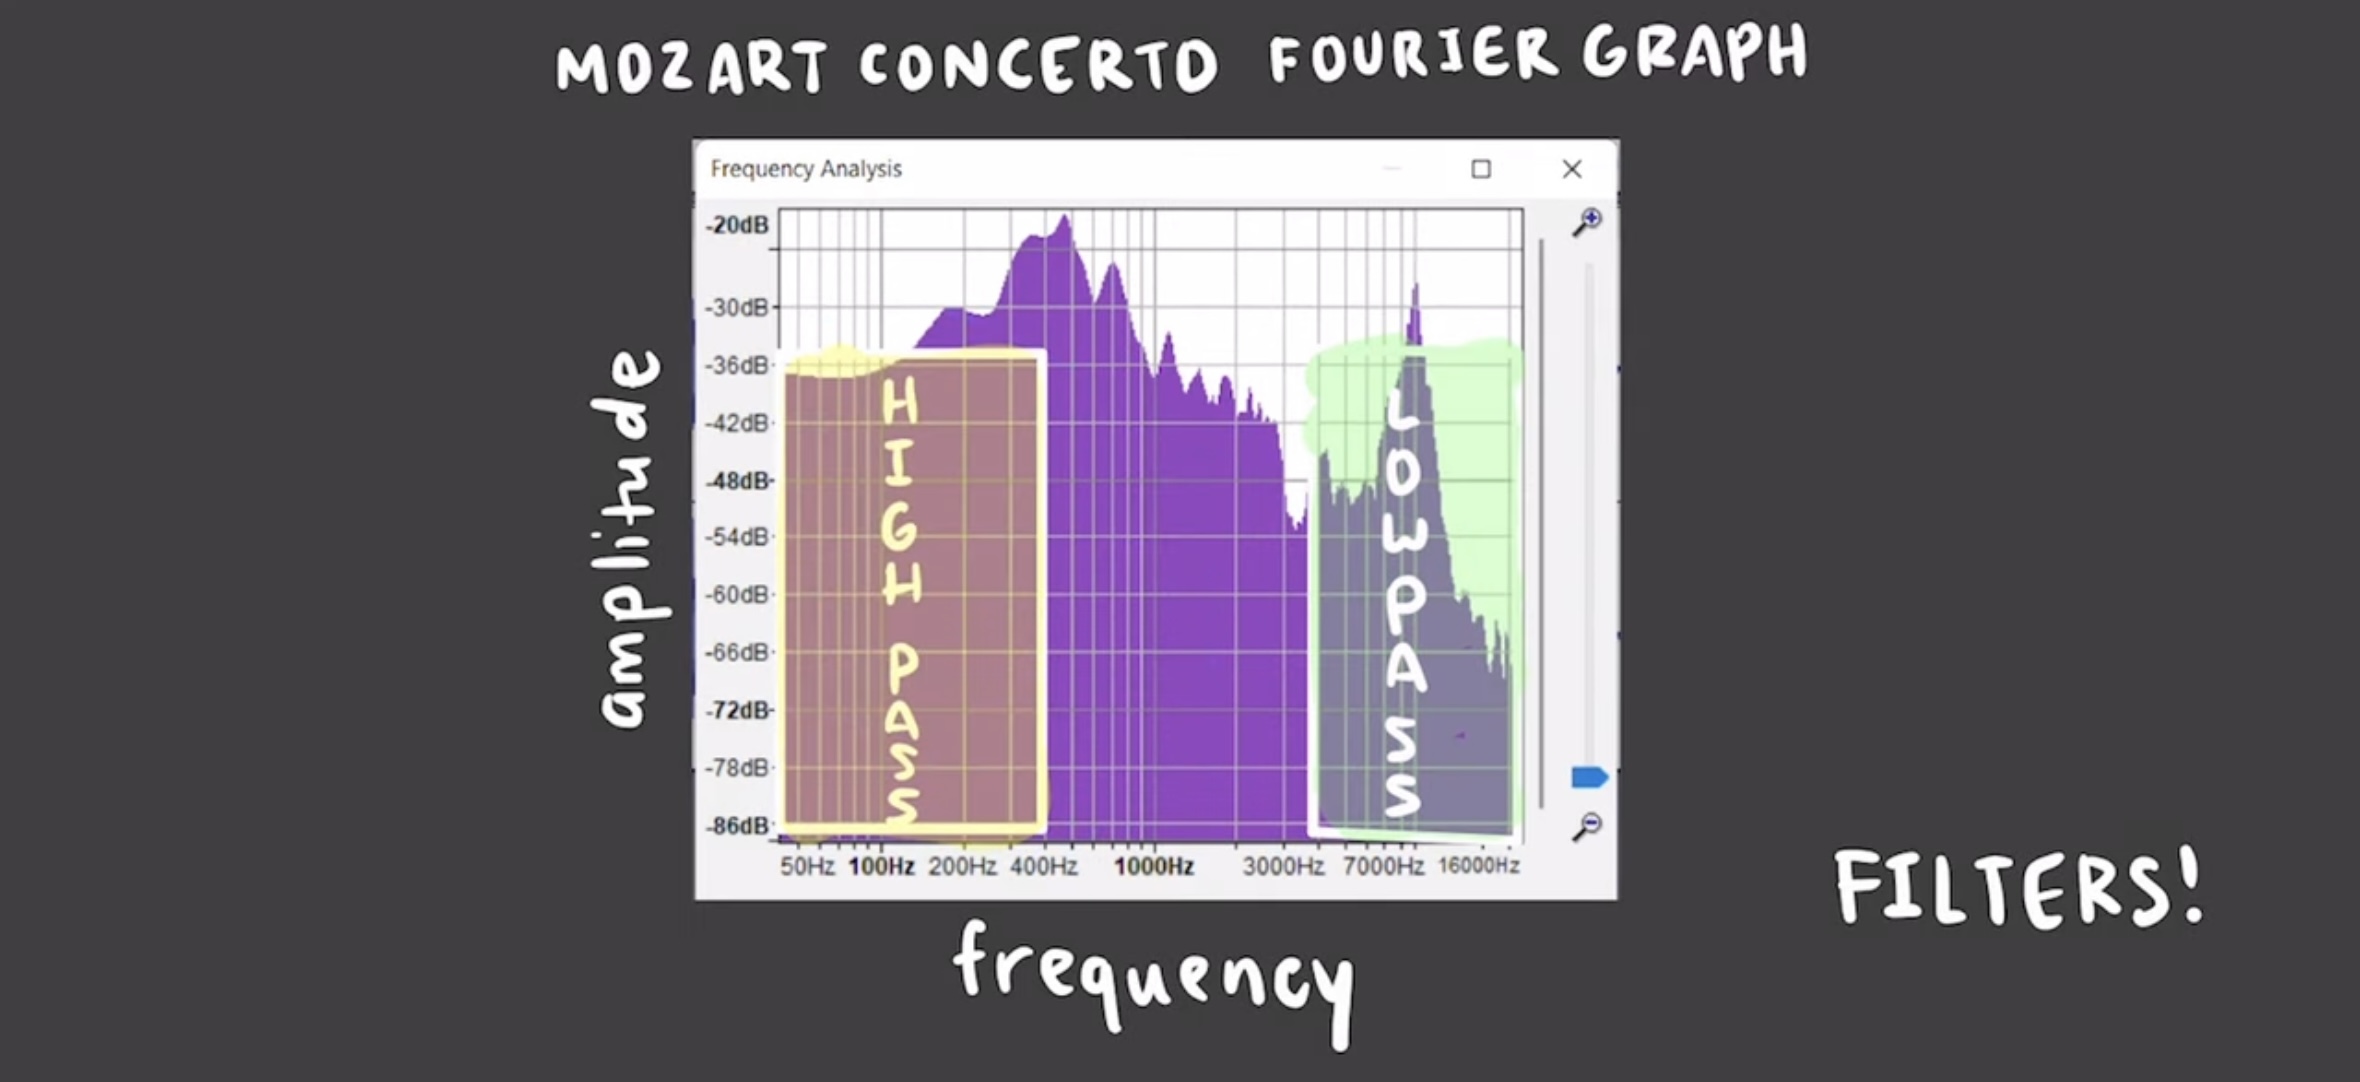 MOZART CONCERTO FOURIER GRAPH
Frequency Analysis
amplitude
-20dB
-30dB
-36dB
-42dB
-48dB
-54dB
-60dB
-66dB
-72dB
-78dB
-86dB
HIGH PASS
LOW PASS
50Hz 100Hz 200Hz 400Hz 1000Hz 3000Hz 7000Hz 16000Hz
frequency
FILTERS!